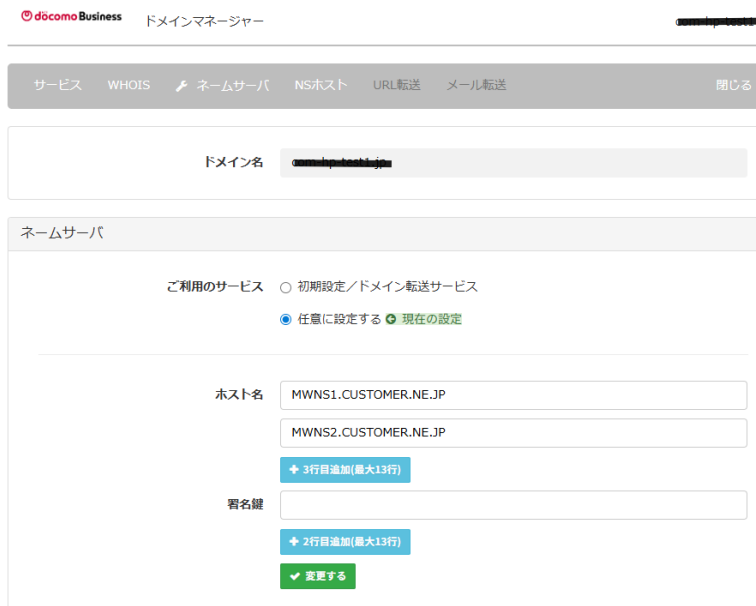 döcomo Business ドメインマネージャー
サービス WHOIS ネームサーバ NSホスト URL転送 メール転送 閉じる
ドメイン名
ネームサーバ
ご利用のサービス 初期設定／ドメイン転送サービス
任意に設定する 現在の設定
ホスト名 MWNS1.CUSTOMER.NE.JP
MWNS2.CUSTOMER.NE.JP
3行目追加(最大13行)
署名鍵
2行目追加(最大13行)
変更する